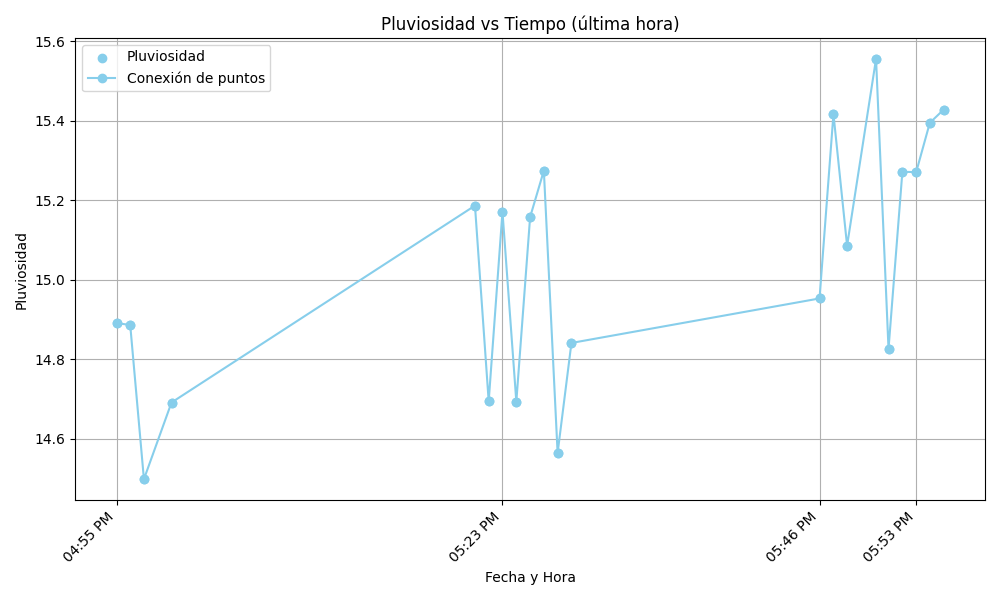 Pluviosidad vs Tiempo (última hora)
Pluviosidad
Conexión de puntos
Pluviosidad
15.6
15.4
15.2
15.0
14.8
14.6
04:55 PM
05:23 PM
05:46 PM
05:53 PM
Fecha y Hora